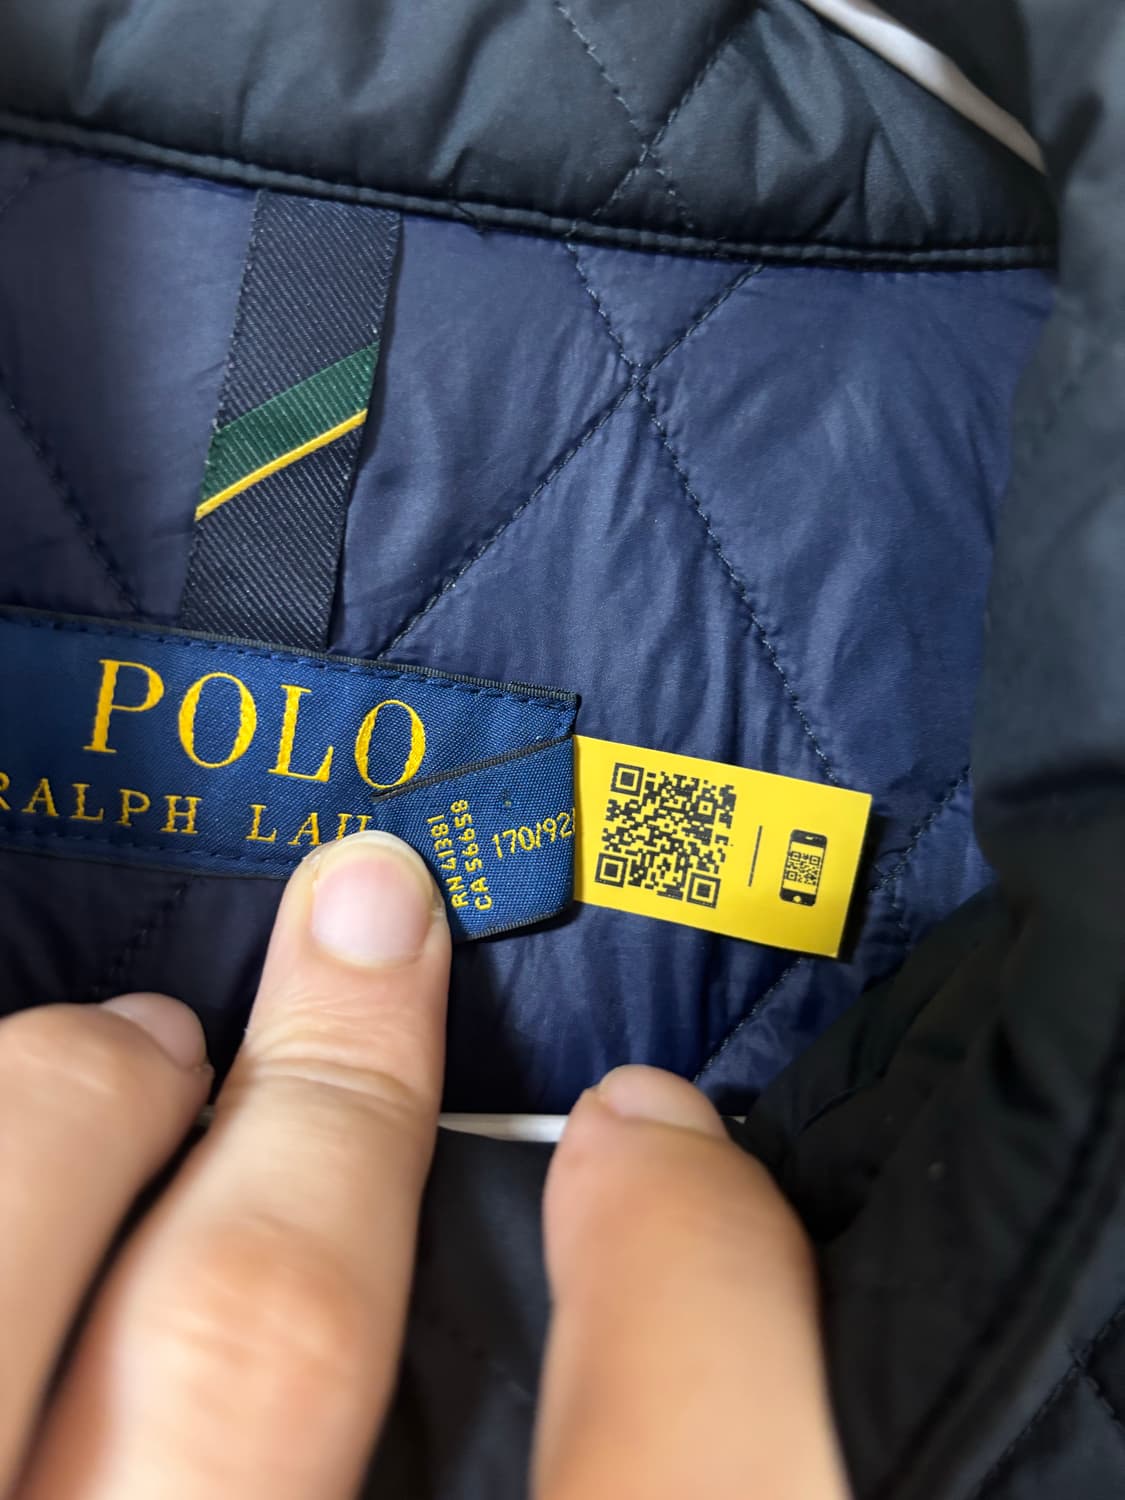 POLO
RALPH LAU
RN 41381
CA 56658
170/92